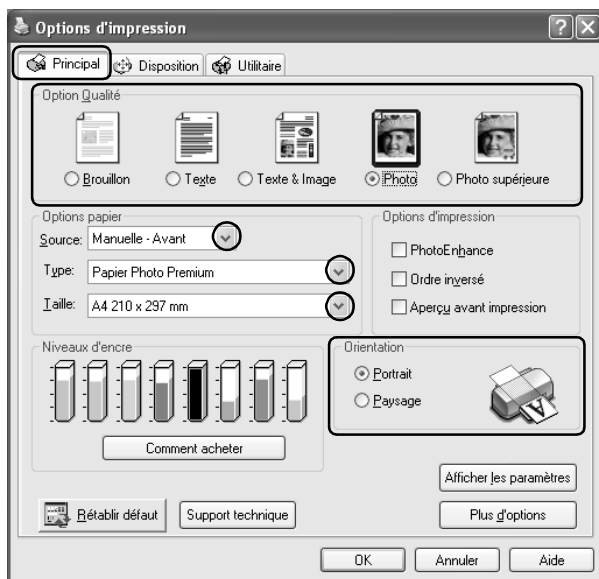 Options d'impression
Principal Disposition Utilitaire
Option Qualité
Brouillon Texte Texte & Image Photo Photo supérieure
Options papier
Source: Manuelle - Avant
Type: Papier Photo Premium
Taille: A4 210 x 297 mm
Options d'impression
PhotoEnhance
Ordre inversé
Aperçu avant impression
Niveaux d'encre
Comment acheter
Orientation
Portrait
Paysage
A
Afficher les paramètres
Rétablir défaut Support technique Plus d'options
OK Annuler Aide